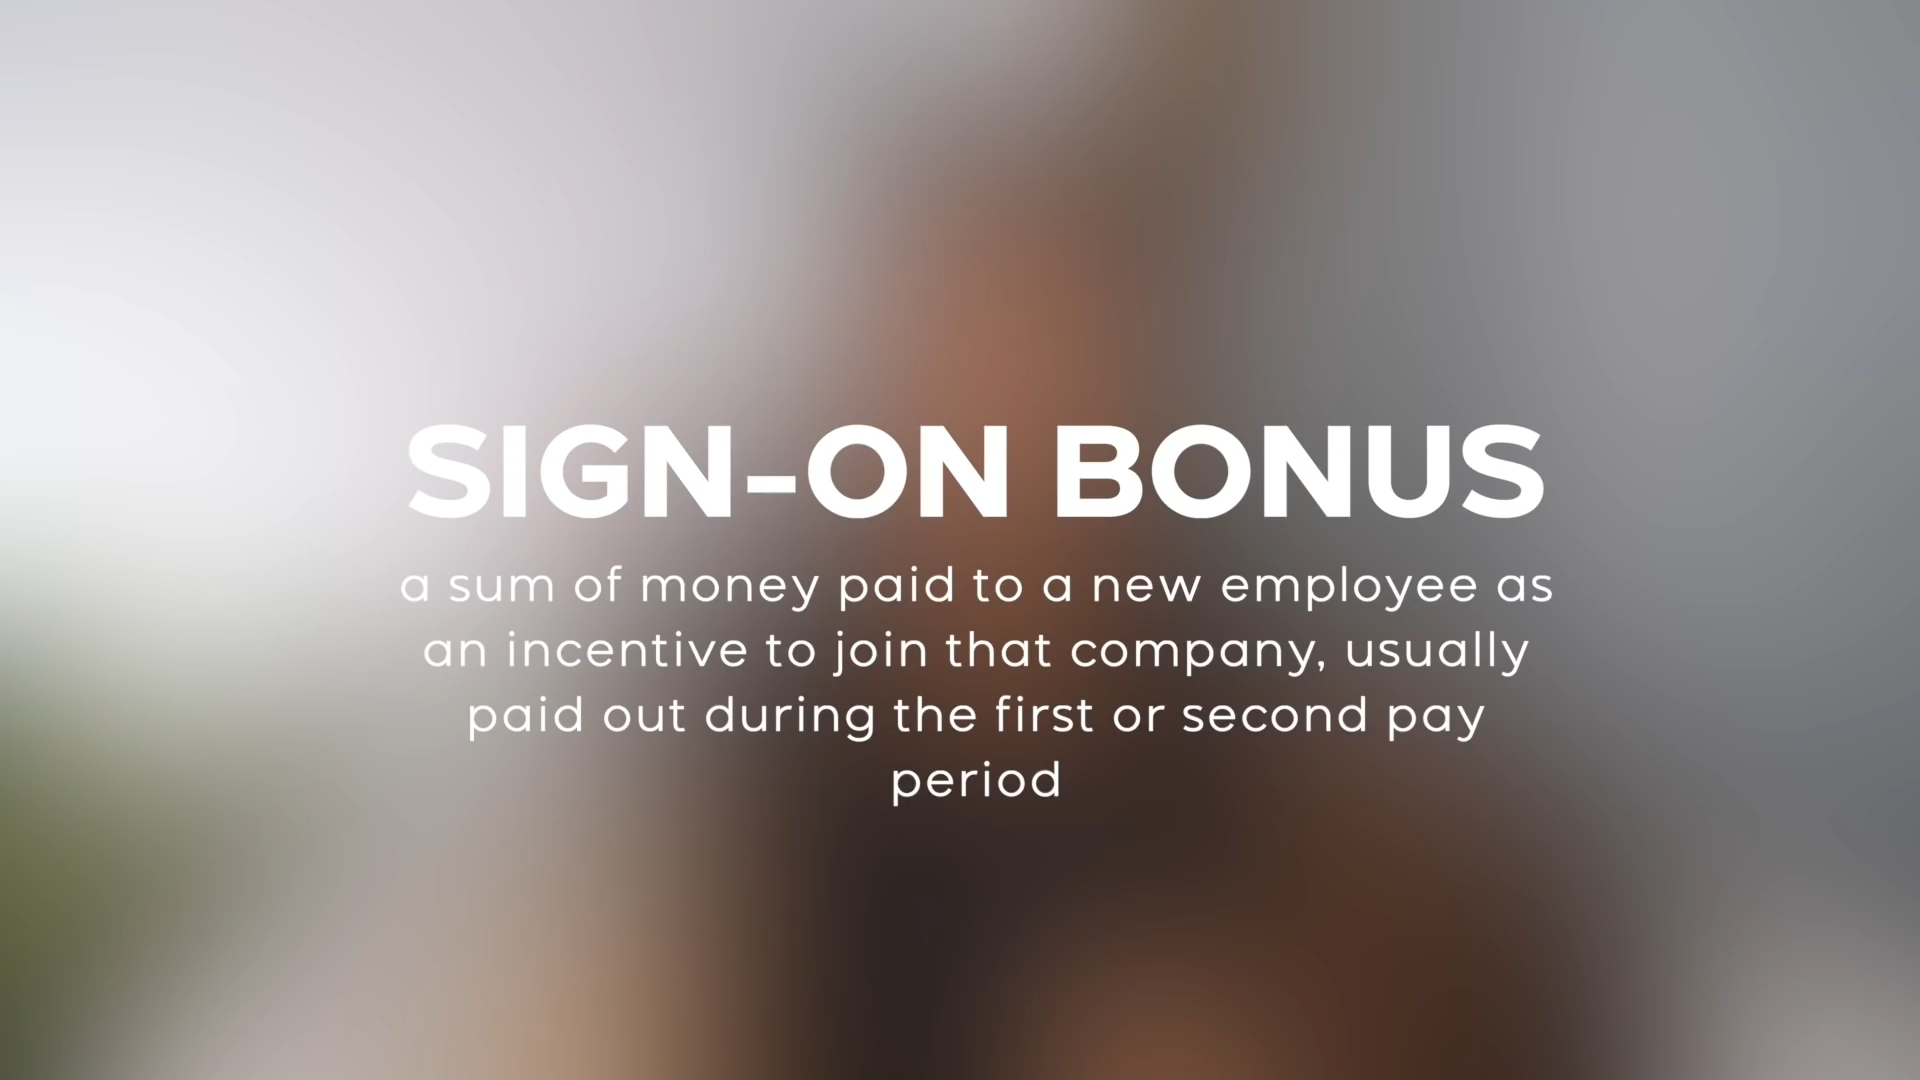 SIGN-ON BONUS
a sum of money paid to a new employee as
an incentive to join that company, usually
paid out during the first or second pay
period